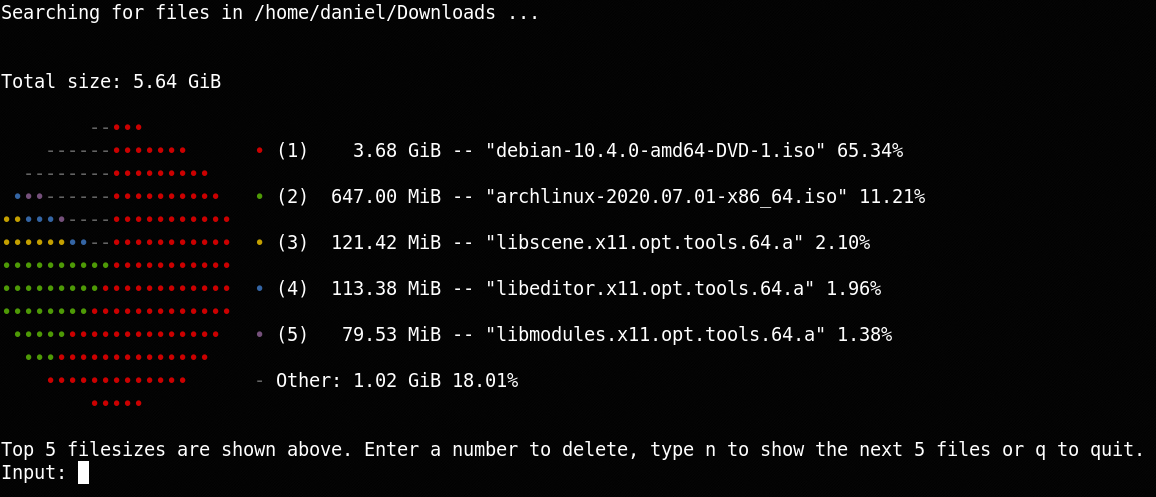 Searching for files in /home/daniel/Downloads ...
Total size: 5.64 GiB
(1) 3.68 GiB -- "debian-10.4.0-amd64-DVD-1.iso" 65.34%
(2) 647.00 MiB -- "archlinux-2020.07.01-x86_64.iso" 11.21%
(3) 121.42 MiB -- "libscene.x11.opt.tools.64.a" 2.10%
(4) 113.38 MiB -- "libeditor.x11.opt.tools.64.a" 1.96%
(5) 79.53 MiB -- "libmodules.x11.opt.tools.64.a" 1.38%
- Other: 1.02 GiB 18.01%
Top 5 filesizes are shown above. Enter a number to delete, type n to show the next 5 files or q to quit.
Input: